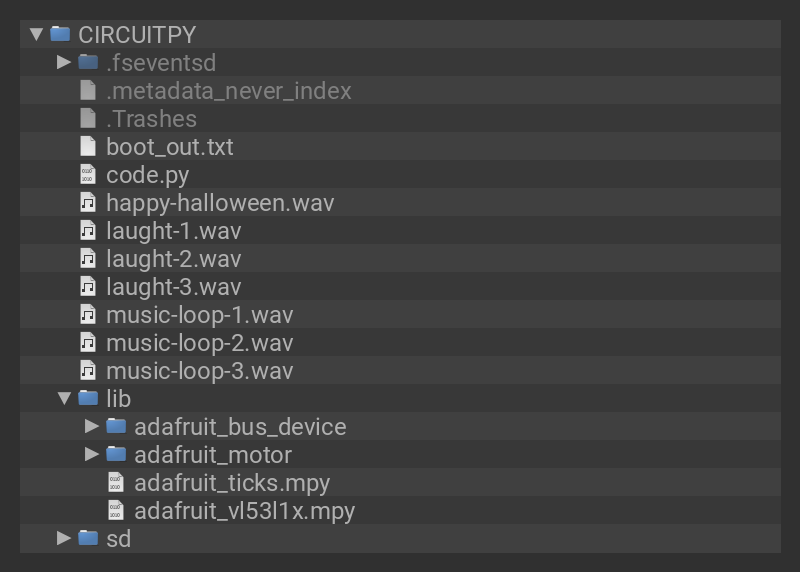 CIRCUITPY
.fseventsd
.metadata_never_index
.Trashes
boot_out.txt
code.py
happy-halloween.wav
laught-1.wav
laught-2.wav
laught-3.wav
music-loop-1.wav
music-loop-2.wav
music-loop-3.wav
lib
adafruit_bus_device
adafruit_motor
adafruit_ticks.mpy
adafruit_vl53l1x.mpy
sd